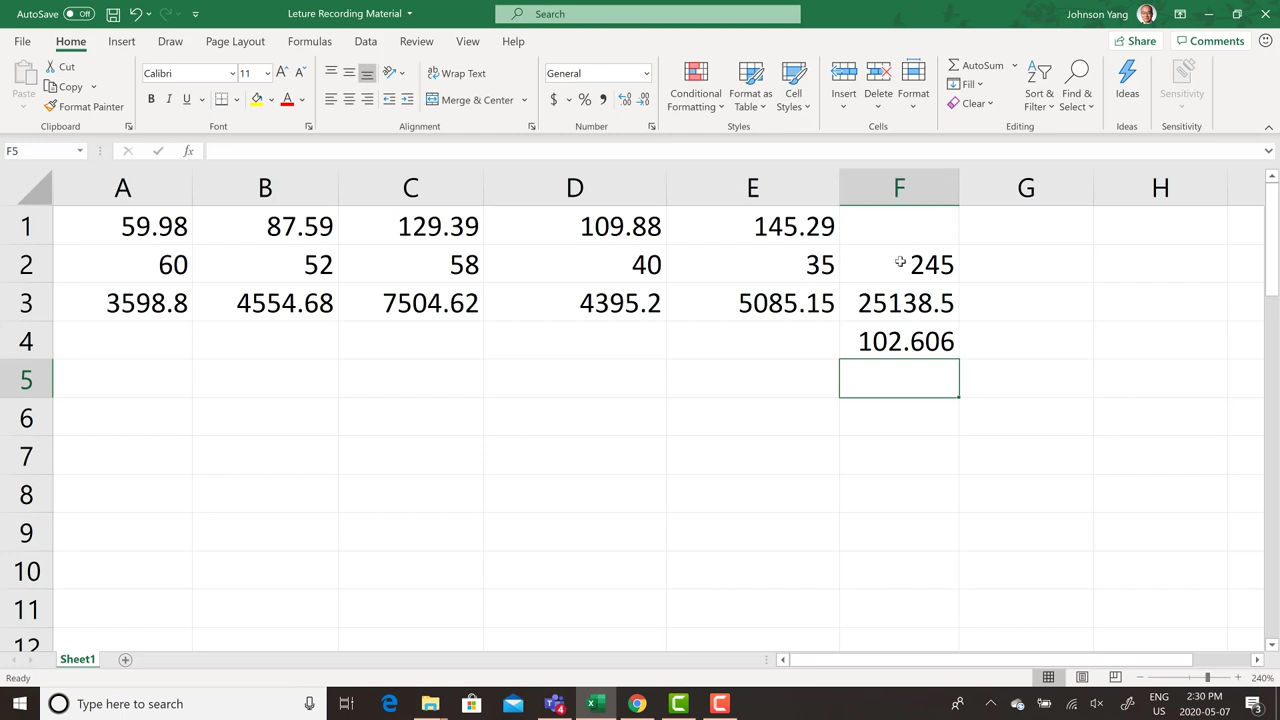 AutoSave Off Leture Recording Material Search Johnson Yang
File Home Insert Draw Page Layout Formulas Data Review View Help Share Comments
Paste Cut Copy Format Painter Calibri 11 B I U A A A Wrap Text Merge & Center General $ % 9 Conditional Formatting Format as Table Cell Styles Insert Delete Format AutoSum Fill Clear Sort & Filter Find & Select Ideas Sensitivity
Clipboard Font Alignment Number Styles Cells Editing Ideas Sensitivity
F5 fx
A B C D E F G H
1 59.98 87.59 129.39 109.88 145.29
2 60 52 58 40 35 245
3 3598.8 4554.68 7504.62 4395.2 5085.15 25138.5
4 102.606
5
6
7
8
9
10
11
12
Sheet1
Ready 240%
Type here to search ENG 2:30 PM
US 2020-05-07